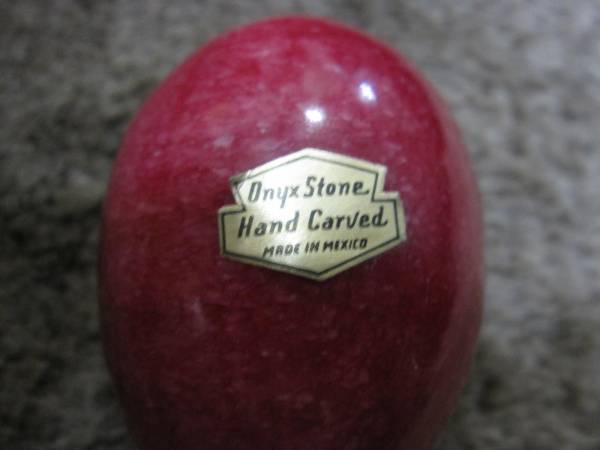 Onyx Stone
Hand Carved
MADE IN MEXICO